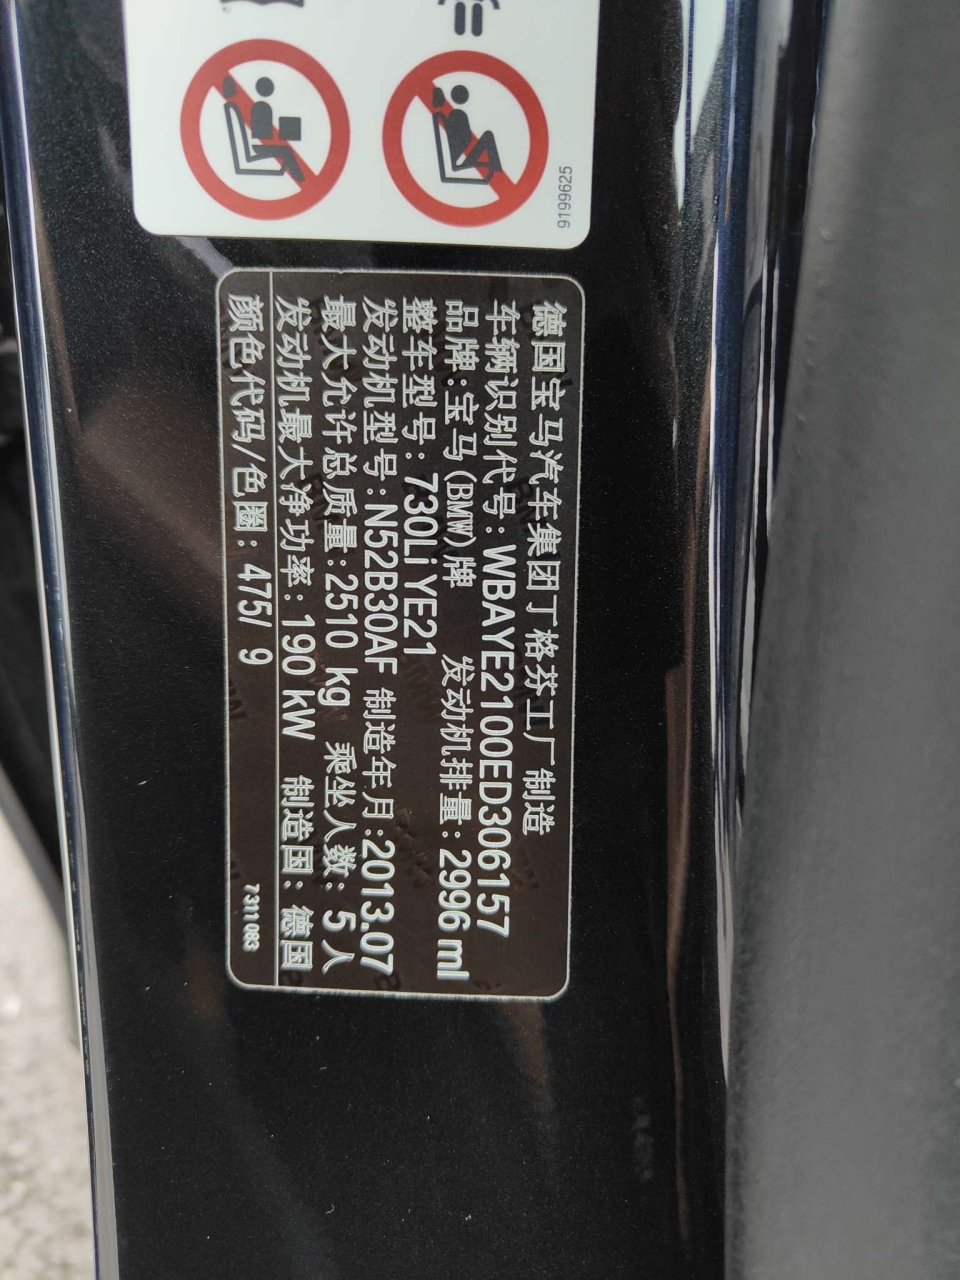 9199625
德国宝马汽车集团丁格芬工厂制造
车辆识别代号：WBAYE2100ED306157
品牌：宝马(BMW)牌 发动机排量：2996 ml
整车型号：730Li YE21
发动机型号：N52B30AF 制造年月：2013.07
最大允许总质量：2510 kg 乘坐人数：5人
发动机最大净功率：190 kW 制造国：德国
颜色代码/色圈：475/ 9
7311083